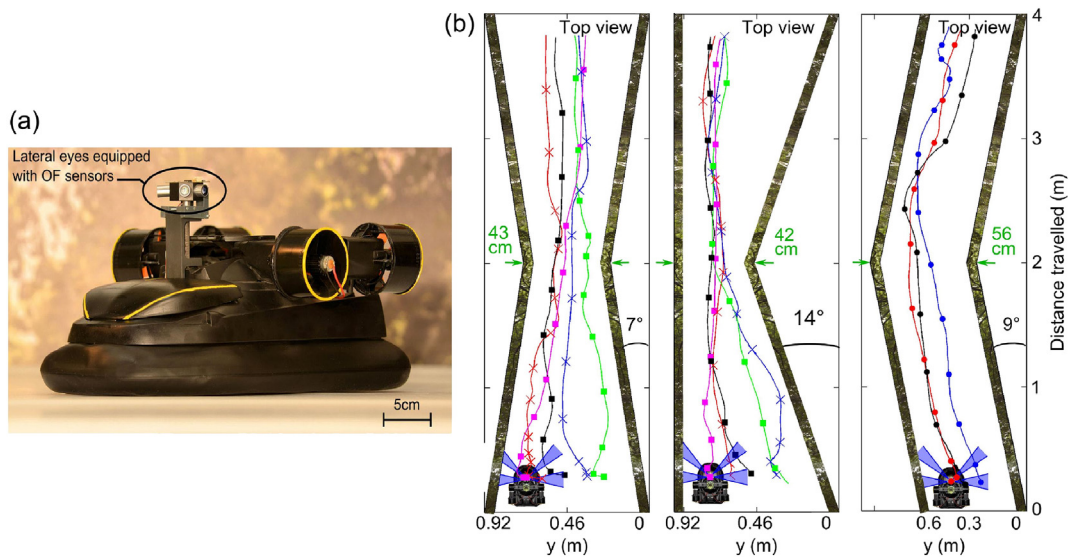 (a)
Lateral eyes equipped
with OF sensors
5cm
(b)
Top view
43
cm
7°
0.92
0.46
0
y (m)
Top view
42
cm
14°
0.92
0.46
0
y (m)
Top view
56
cm
9°
0.6
0.3
0
y (m)
4
3
2
1
0
Distance travelled (m)